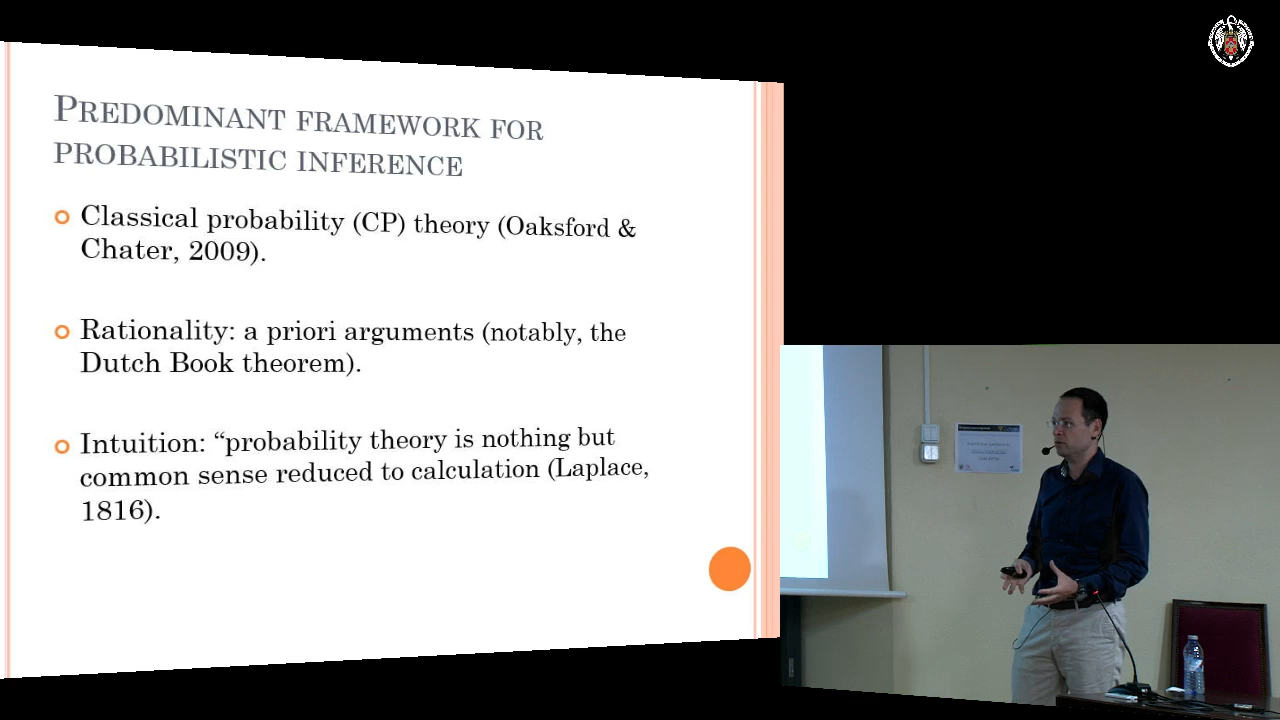 PREDOMINANT FRAMEWORK FOR
PROBABILISTIC INFERENCE
Classical probability (CP) theory (Oaksford &
Chater, 2009).
Rationality: a priori arguments (notably, the
Dutch Book theorem).
Intuition: “probability theory is nothing but
common sense reduced to calculation (Laplace,
1816).